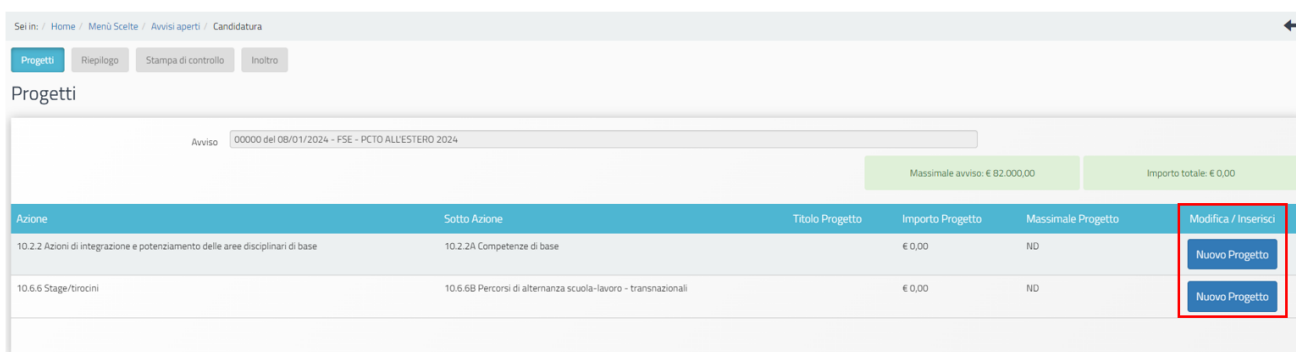 Sei in: / Home / Menù Scelte / Avvisi aperti / Candidatura
Progetti Riepilogo Stampa di controllo Inoltro
Progetti
Avviso 00000 del 08/01/2024 - FSE - PCTO ALL'ESTERO 2024
Massimale avviso: € 82.000,00 Importo totale: € 0,00
Azione Sotto Azione Titolo Progetto Importo Progetto Massimale Progetto Modifica / Inserisci
10.2.2 Azioni di integrazione e potenziamento delle aree disciplinari di base 10.2.2A Competenze di base € 0,00 ND Nuovo Progetto
10.6.6 Stage/tirocini 10.6.6B Percorsi di alternanza scuola-lavoro - transnazionali € 0,00 ND Nuovo Progetto